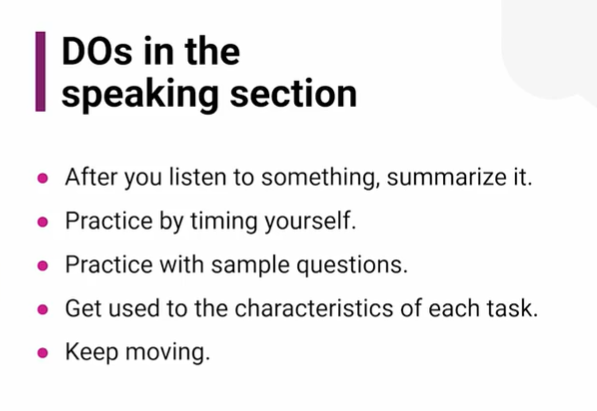 DOs in the
speaking section
After you listen to something, summarize it.
Practice by timing yourself.
Practice with sample questions.
Get used to the characteristics of each task.
Keep moving.